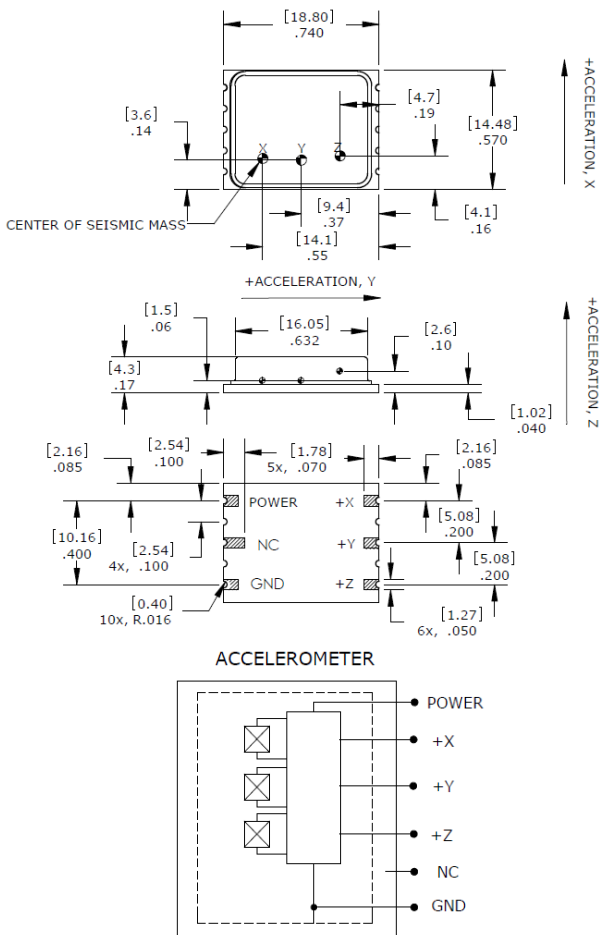 [18.80]
.740
+ACCELERATION, X
[3.6]
.14
[4.7]
.19
[14.48]
.570
X Y Z
CENTER OF SEISMIC MASS
[9.4]
.37
[4.1]
.16
[14.1]
.55
+ACCELERATION, Y
+ACCELERATION, Z
[1.5]
.06
[16.05]
.632
[2.6]
.10
[4.3]
.17
[1.02]
.040
[2.16]
.085
[2.54]
.100
[1.78]
5x, .070
[2.16]
.085
POWER +X
[5.08]
.200
[10.16]
.400
[2.54]
4x, .100
NC +Y
[5.08]
.200
GND +Z
[0.40]
10x, R.016
[1.27]
6x, .050
ACCELEROMETER
POWER
+X
+Y
+Z
NC
GND